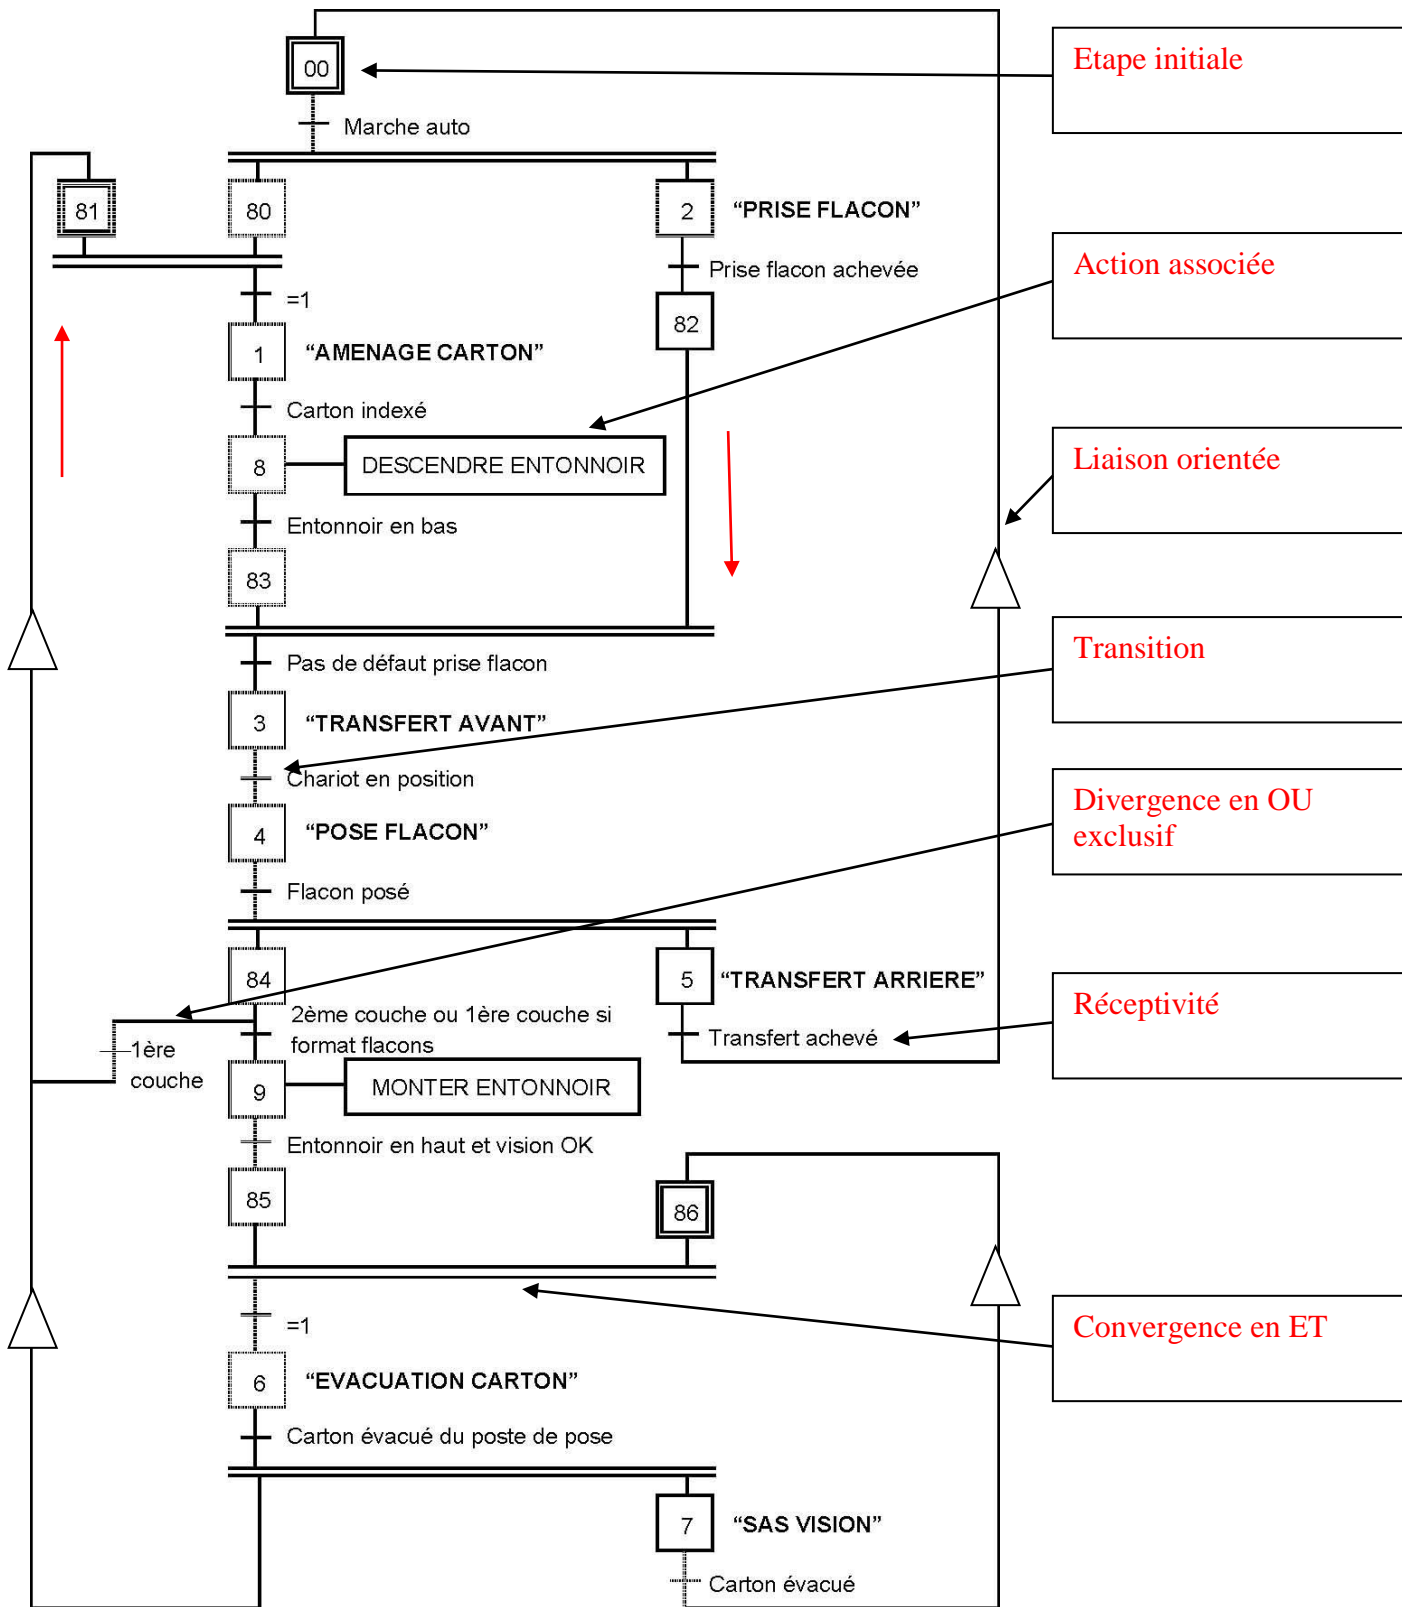 Etape initiale
00
Marche auto
81
80
2
“PRISE FLACON”
Action associée
Prise flacon achevée
=1
82
1
“AMENAGE CARTON”
Carton indexé
8
DESCENDRE ENTONNOIR
Liaison orientée
Entonnoir en bas
83
Transition
Pas de défaut prise flacon
3
“TRANSFERT AVANT”
Chariot en position
Divergence en OU
exclusif
4
“POSE FLACON”
Flacon posé
84
5
“TRANSFERT ARRIERE”
Réceptivité
2ème couche ou 1ère couche si
format flacons
Transfert achevé
1ère
couche
9
MONTER ENTONNOIR
Entonnoir en haut et vision OK
85
86
=1
Convergence en ET
6
“EVACUATION CARTON”
Carton évacué du poste de pose
7
“SAS VISION”
Carton évacué